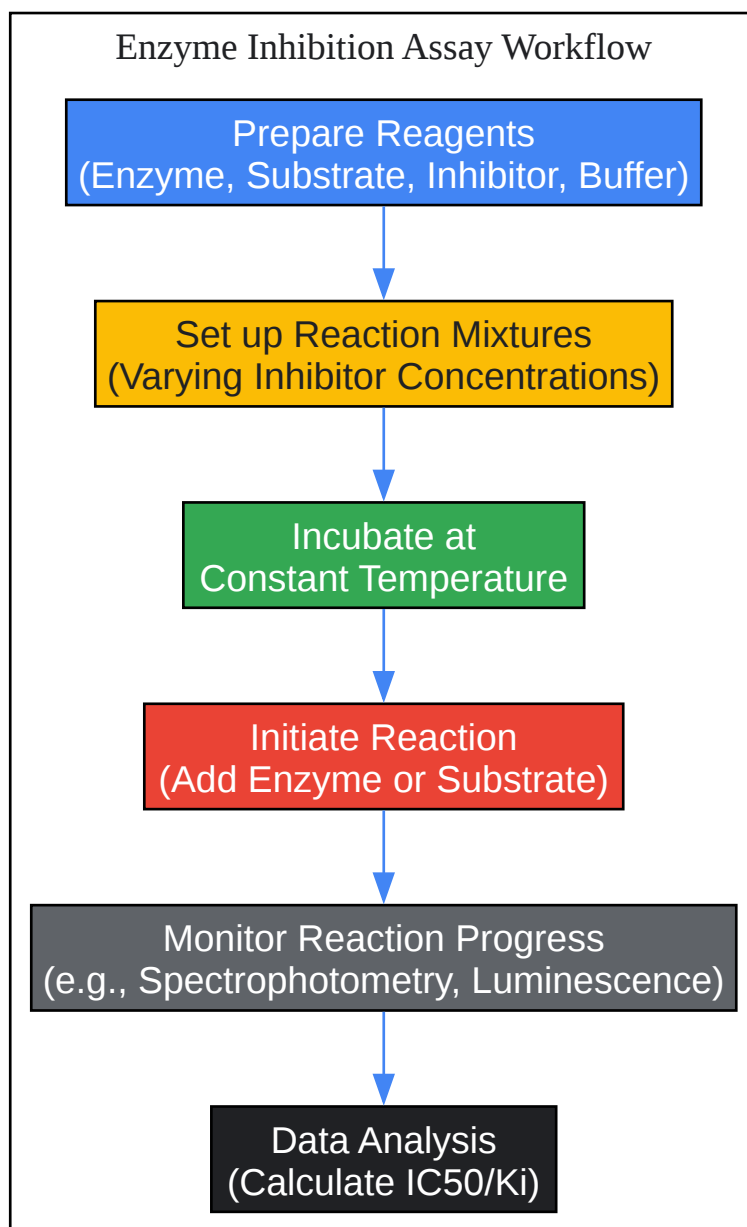 Enzyme Inhibition Assay Workflow
Prepare Reagents
(Enzyme, Substrate, Inhibitor, Buffer)
Set up Reaction Mixtures
(Varying Inhibitor Concentrations)
Incubate at
Constant Temperature
Initiate Reaction
(Add Enzyme or Substrate)
Monitor Reaction Progress
(e.g., Spectrophotometry, Luminescence)
Data Analysis
(Calculate IC50/Ki)